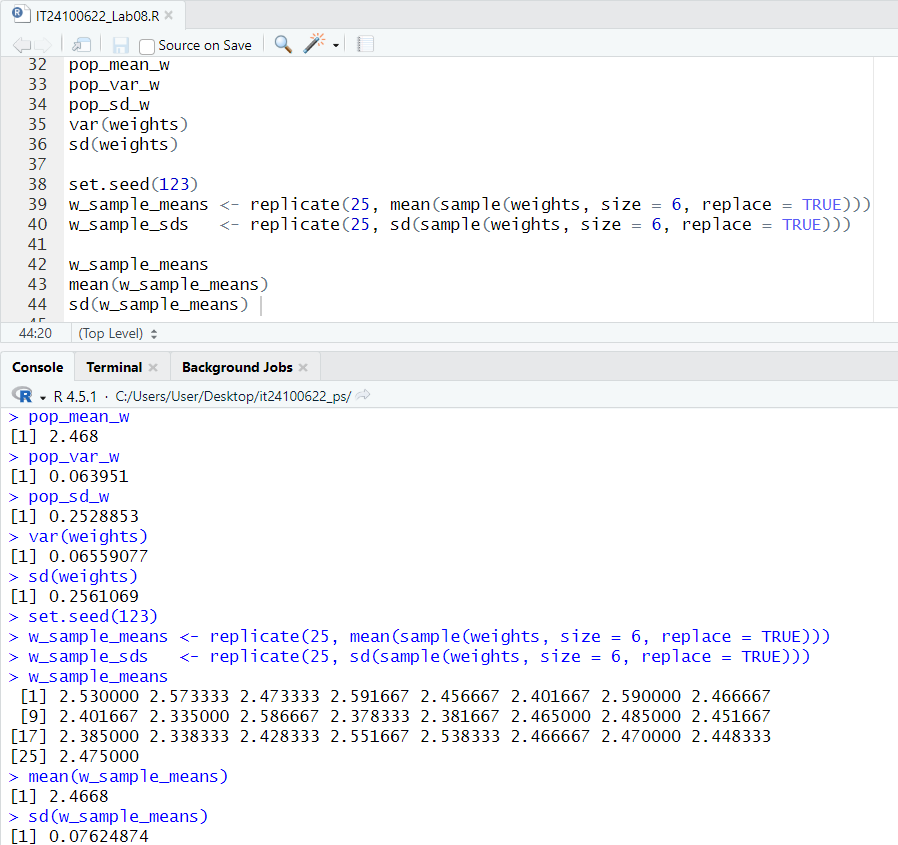 IT24100622_Lab08.R
Source on Save
32 pop_mean_w
33 pop_var_w
34 pop_sd_w
35 var(weights)
36 sd(weights)
37
38 set.seed(123)
39 w_sample_means <- replicate(25, mean(sample(weights, size = 6, replace = TRUE)))
40 w_sample_sds   <- replicate(25, sd(sample(weights, size = 6, replace = TRUE)))
41
42 w_sample_means
43 mean(w_sample_means)
44 sd(w_sample_means)
44:20 (Top Level)
Console Terminal Background Jobs
R 4.5.1 · C:/Users/User/Desktop/it24100622_ps/
> pop_mean_w
[1] 2.468
> pop_var_w
[1] 0.063951
> pop_sd_w
[1] 0.2528853
> var(weights)
[1] 0.06559077
> sd(weights)
[1] 0.2561069
> set.seed(123)
> w_sample_means <- replicate(25, mean(sample(weights, size = 6, replace = TRUE)))
> w_sample_sds   <- replicate(25, sd(sample(weights, size = 6, replace = TRUE)))
> w_sample_means
[1] 2.530000 2.573333 2.473333 2.591667 2.456667 2.401667 2.590000 2.466667
[9] 2.401667 2.335000 2.586667 2.378333 2.381667 2.465000 2.485000 2.451667
[17] 2.385000 2.338333 2.428333 2.551667 2.538333 2.466667 2.470000 2.448333
[25] 2.475000
> mean(w_sample_means)
[1] 2.4668
> sd(w_sample_means)
[1] 0.07624874